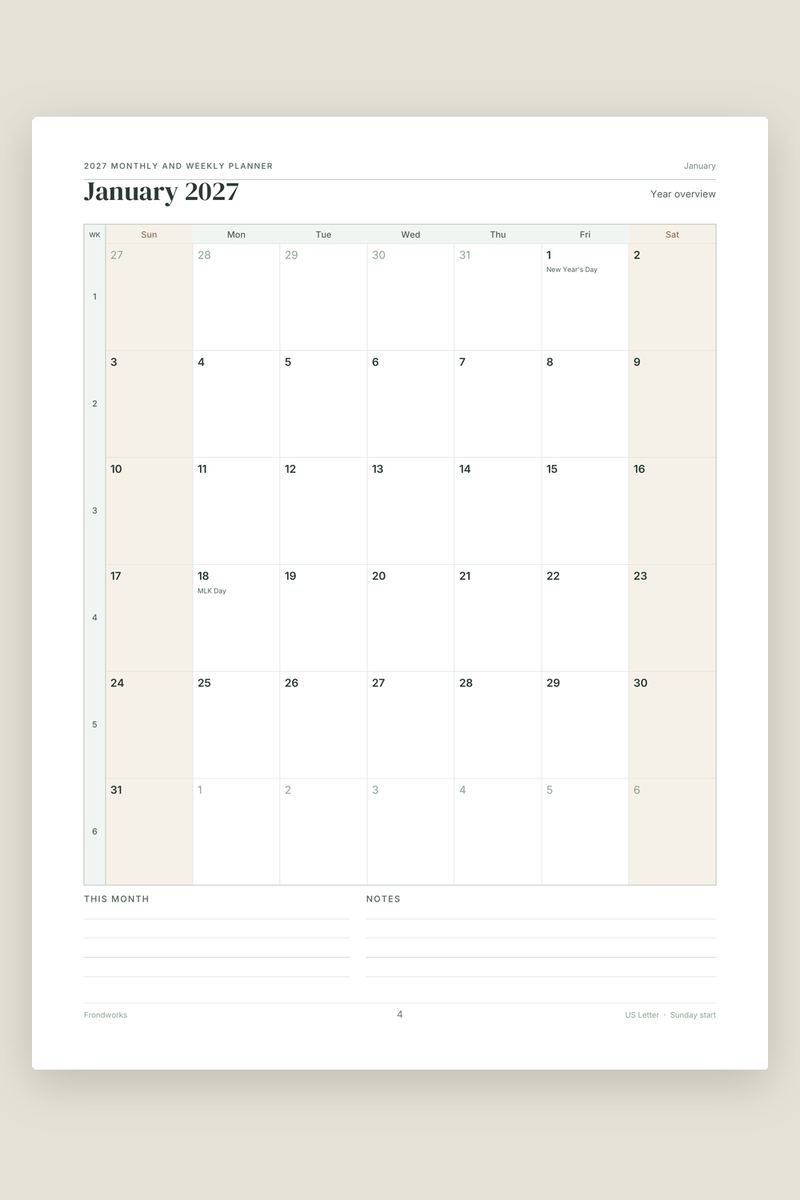 2027 MONTHLY AND WEEKLY PLANNER January
January 2027 Year overview
WK Sun Mon Tue Wed Thu Fri Sat
27 28 29 30 31 1 2
New Year's Day
1
3 4 5 6 7 8 9
2
10 11 12 13 14 15 16
3
17 18 19 20 21 22 23
MLK Day
4
24 25 26 27 28 29 30
5
31 1 2 3 4 5 6
6
THIS MONTH NOTES
Frondworks 4 US Letter · Sunday start